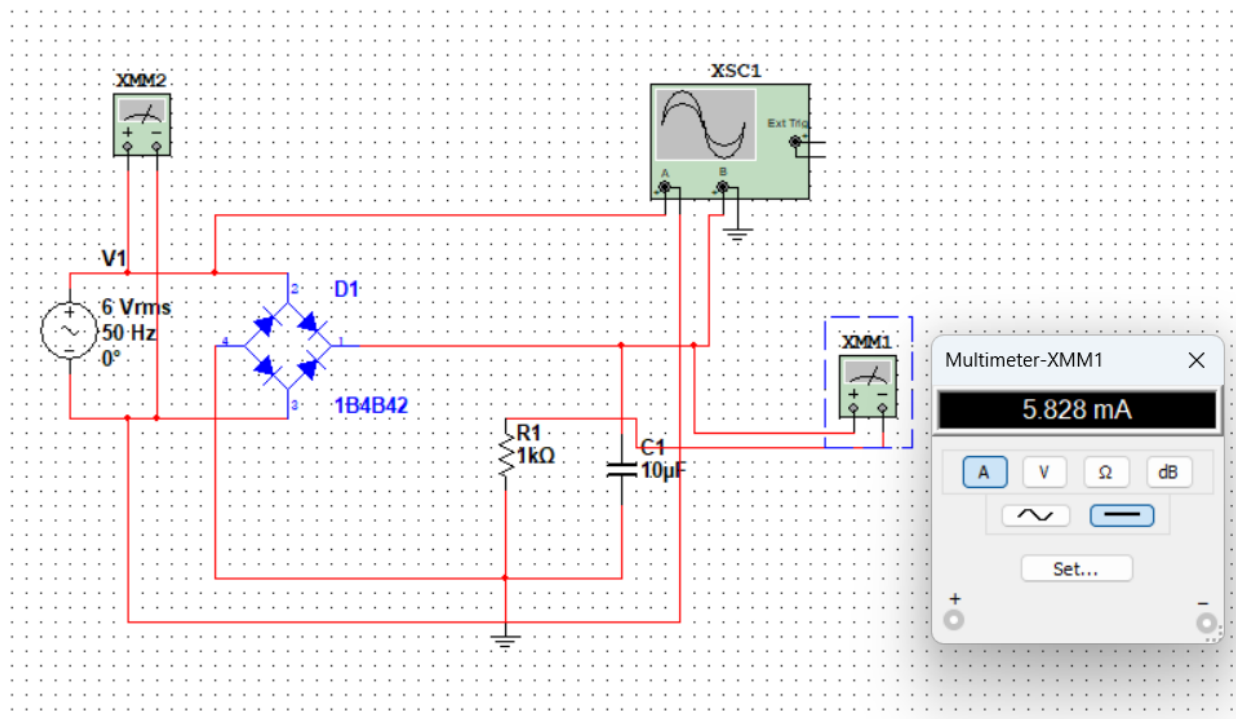 XMM2
XSC1
Ext Trig
A
B
V1
6 Vrms
50 Hz
0°
D1
2
4
1
3
1B4B42
R1
1kΩ
C1
10µF
XMM1
Multimeter-XMM1
5.828 mA
A V Ω dB
Set...
+ −